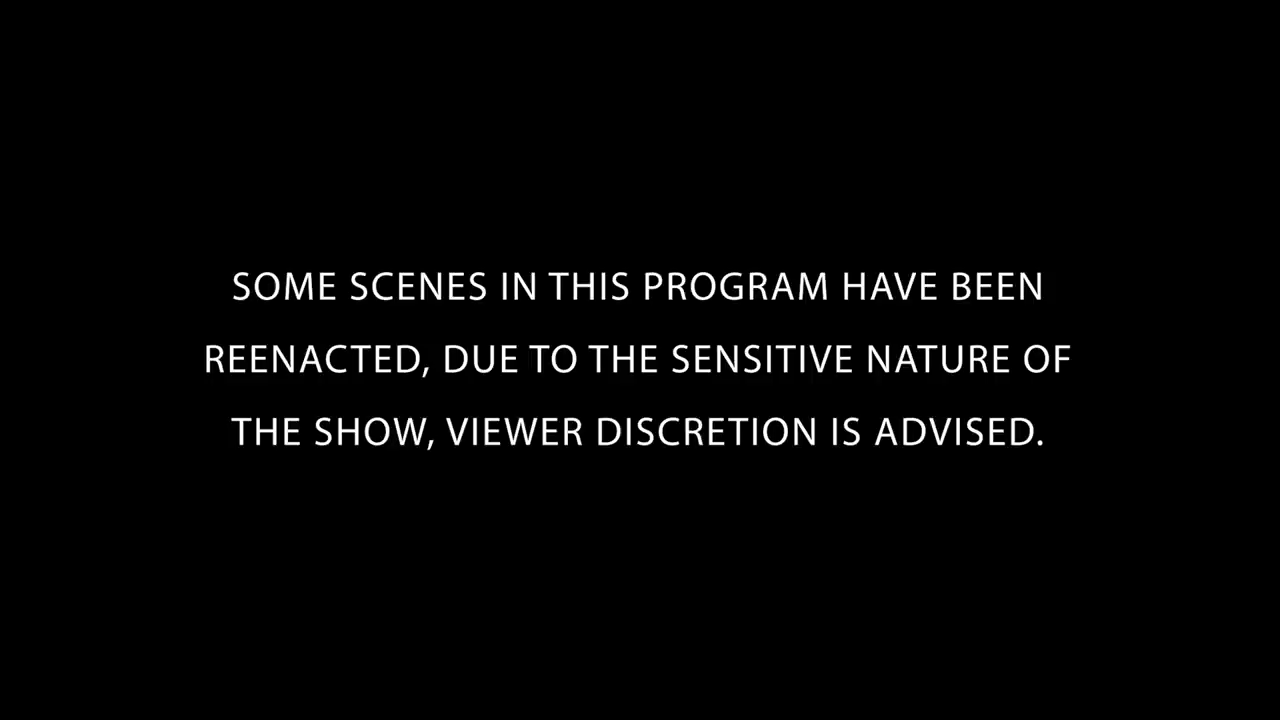 SOME SCENES IN THIS PROGRAM HAVE BEEN
REENACTED, DUE TO THE SENSITIVE NATURE OF
THE SHOW, VIEWER DISCRETION IS ADVISED.